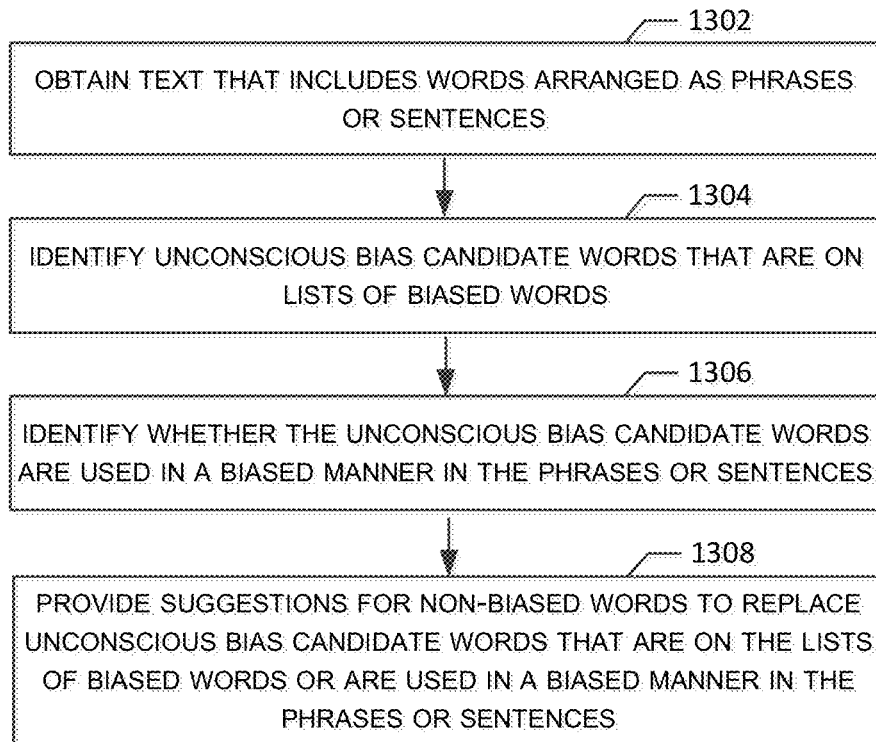 1302
OBTAIN TEXT THAT INCLUDES WORDS ARRANGED AS PHRASES
OR SENTENCES
1304
IDENTIFY UNCONSCIOUS BIAS CANDIDATE WORDS THAT ARE ON
LISTS OF BIASED WORDS
1306
IDENTIFY WHETHER THE UNCONSCIOUS BIAS CANDIDATE WORDS
ARE USED IN A BIASED MANNER IN THE PHRASES OR SENTENCES
1308
PROVIDE SUGGESTIONS FOR NON-BIASED WORDS TO REPLACE
UNCONSCIOUS BIAS CANDIDATE WORDS THAT ARE ON THE LISTS
OF BIASED WORDS OR ARE USED IN A BIASED MANNER IN THE
PHRASES OR SENTENCES